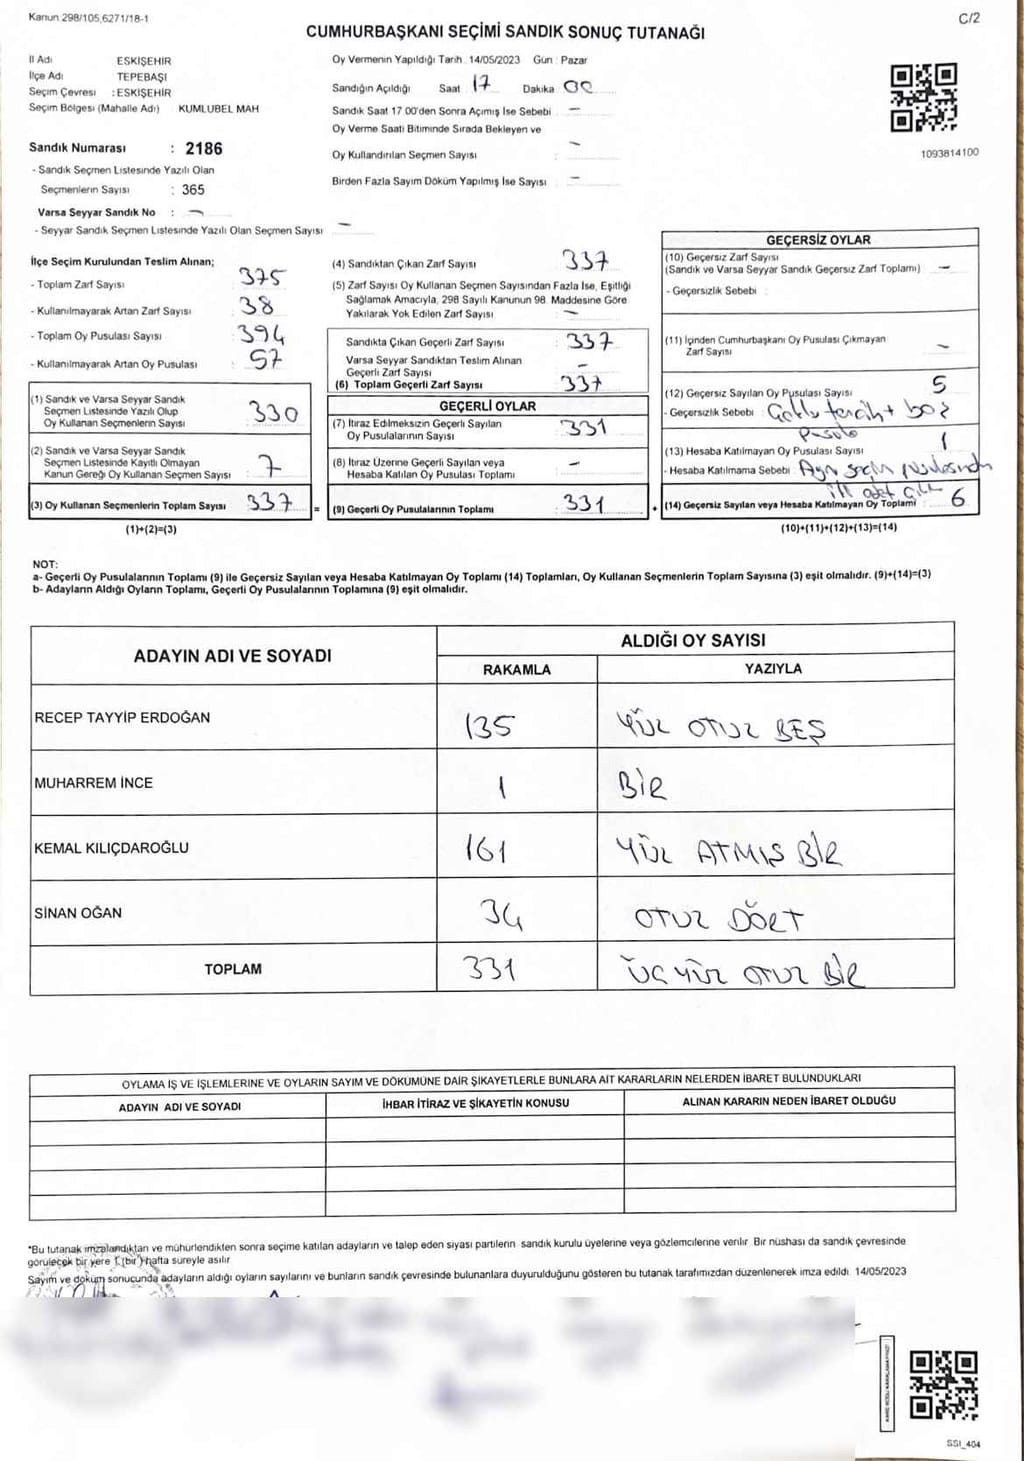 Kanun 298/105,6271/18-1
C/2
CUMHURBAŞKANI SEÇİMİ SANDIK SONUÇ TUTANAĞI
İl Adı ESKİŞEHİR
İlçe Adı TEPEBAŞI
Seçim Çevresi : ESKİŞEHİR
Seçim Bölgesi (Mahalle Adı) KUMLUBEL MAH
Sandık Numarası : 2186
- Sandık Seçmen Listesinde Yazılı Olan
Seçmenlerin Sayısı : 365
Varsa Seyyar Sandık No : -
- Seyyar Sandık Seçmen Listesinde Yazılı Olan Seçmen Sayısı -
Oy Vermenin Yapıldığı Tarih 14/05/2023 Gün : Pazar
Sandığın Açıldığı Saat 17 Dakika 00
Sandık Saat 17 00'den Sonra Açımış İse Sebebi : -
Oy Verme Saati Bitiminde Sırada Bekleyen ve
Oy Kullandırılan Seçmen Sayısı : -
Birden Fazla Sayım Döküm Yapılmış İse Sayısı : -
1093814100
İlçe Seçim Kurulundan Teslim Alınan;
- Toplam Zarf Sayısı : 375
- Kullanılmayarak Artan Zarf Sayısı : 38
- Toplam Oy Pusulası Sayısı : 394
- Kullanılmayarak Artan Oy Pusulası : 57
(1) Sandık ve Varsa Seyyar Sandık
Seçmen Listesinde Yazılı Olup
Oy Kullanan Seçmenlerin Sayısı : 330
(2) Sandık ve Varsa Seyyar Sandık
Seçmen Listesinde Kayıtlı Olmayan
Kanun Gereği Oy Kullanan Seçmen Sayısı : 7
(3) Oy Kullanan Seçmenlerin Toplam Sayısı 337 =
(1)+(2)=(3)
(4) Sandıktan Çıkan Zarf Sayısı : 337
(5) Zarf Sayısı Oy Kullanan Seçmen Sayısından Fazla İse, Eşitliği
Sağlamak Amacıyla, 298 Sayılı Kanunun 98. Maddesine Göre
Yakılarak Yok Edilen Zarf Sayısı : -
Sandıkta Çıkan Geçerli Zarf Sayısı : 337
Varsa Seyyar Sandıktan Teslim Alınan
Geçerli Zarf Sayısı : -
(6) Toplam Geçerli Zarf Sayısı : 337
GEÇERLİ OYLAR
(7) İtiraz Edilmeksizin Geçerli Sayılan
Oy Pusulalarının Sayısı : 331
(8) İtiraz Üzerine Geçerli Sayılan veya
Hesaba Katılan Oy Pusulası Toplamı : -
(9) Geçerli Oy Pusulalarının Toplamı : 331 +
GEÇERSİZ OYLAR
(10) Geçersiz Zarf Sayısı :
(Sandık ve Varsa Seyyar Sandık Geçersiz Zarf Toplamı) -
- Geçersizlik Sebebi :
(11) İçinden Cumhurbaşkanı Oy Pusulası Çıkmayan
Zarf Sayısı : -
(12) Geçersiz Sayılan Oy Pusulası Sayısı : 5
- Geçersizlik Sebebi : Çoklu tercih + boş
pusula
(13) Hesaba Katılmayan Oy Pusulası Sayısı 1
- Hesaba Katılmama Sebebi : Aynı seçim pusulasından
adet
(14) Geçersiz Sayılan veya Hesaba Katılmayan Oy Toplamı : 6
(10)+(11)+(12)+(13)=(14)
NOT:
a- Geçerli Oy Pusulalarının Toplamı (9) ile Geçersiz Sayılan veya Hesaba Katılmayan Oy Toplamı (14) Toplamları, Oy Kullanan Seçmenlerin Toplam Sayısına (3) eşit olmalıdır. (9)+(14)=(3)
b- Adayların Aldığı Oyların Toplamı, Geçerli Oy Pusulalarının Toplamına (9) eşit olmalıdır.
ADAYIN ADI VE SOYADI
ALDIĞI OY SAYISI
RAKAMLA YAZIYLA
RECEP TAYYİP ERDOĞAN 135 YÜZ OTUZ BEŞ
MUHARREM İNCE 1 BİR
KEMAL KILIÇDAROĞLU 161 YÜZ ATMIŞ BİR
SİNAN OĞAN 34 OTUZ DÖRT
TOPLAM 331 ÜÇ YÜZ OTUZ BİR
OYLAMA İŞ VE İŞLEMLERİNE VE OYLARIN SAYIM VE DÖKÜMÜNE DAİR ŞİKAYETLERLE BUNLARA AİT KARARLARIN NELERDEN İBARET BULUNDUKLARI
ADAYIN ADI VE SOYADI İHBAR İTİRAZ VE ŞİKAYETİN KONUSU ALINAN KARARIN NEDEN İBARET OLDUĞU
*Bu tutanak imzalandıktan ve mühürlendikten sonra seçime katılan adayların ve talep eden siyasi partilerin sandık kurulu üyelerine veya gözlemcilerine verilir Bir nüshası da sandık çevresinde
görülecek bir yere 1 (bir) hafta süreyle asılır
Sayım ve döküm sonucunda adayların aldığı oyların sayılarını ve bunların sandık çevresinde bulunanlara duyurulduğunu gösteren bu tutanak tarafımızdan düzenlenerek imza edildi. 14/05/2023
SSI_404